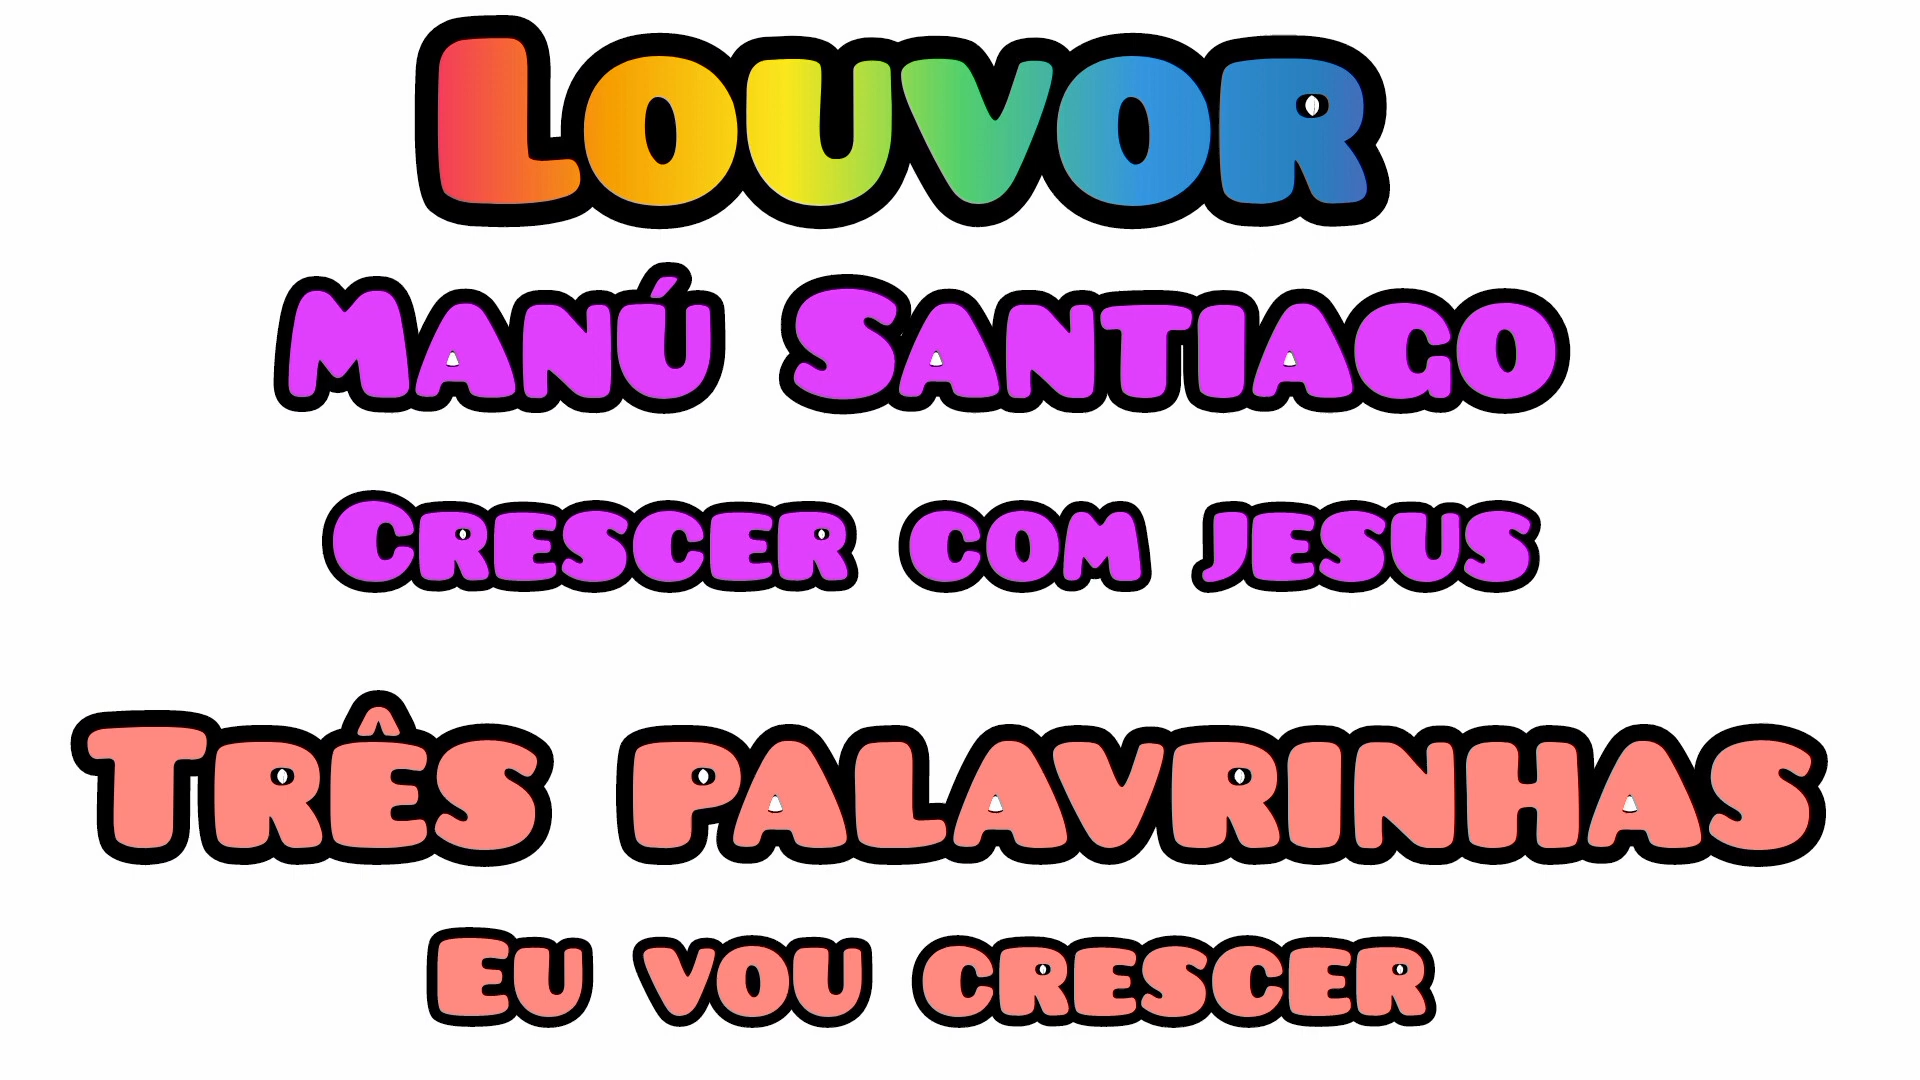 Louvor
Manú Santiago
Crescer com jesus
Três palavrinhas
Eu vou crescer